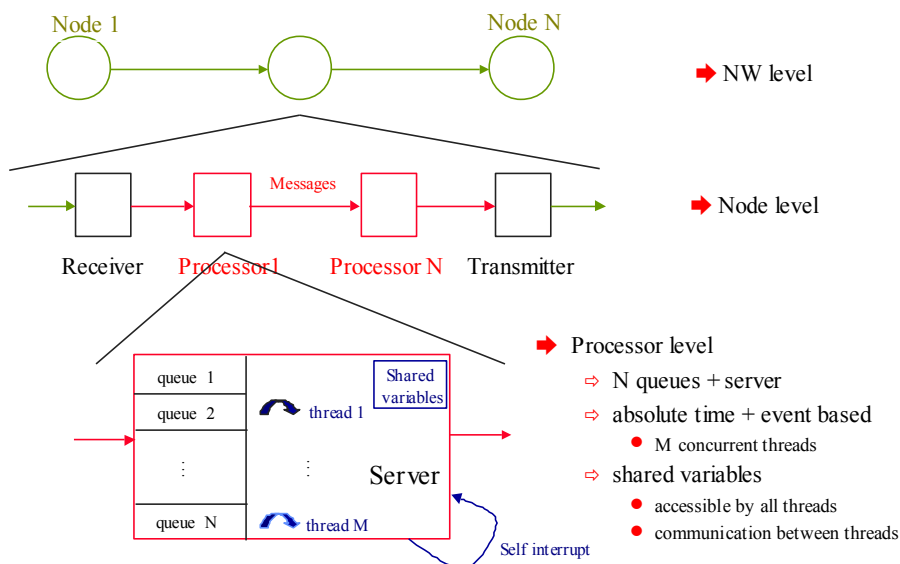 Node 1
Node N
NW level
Messages
Node level
Receiver
Processor1
Processor N
Transmitter
Processor level
queue 1
Shared
variables
N queues + server
queue 2
thread 1
absolute time + event based
M concurrent threads
⋮
⋮
Server
shared variables
accessible by all threads
queue N
thread M
communication between threads
Self interrupt